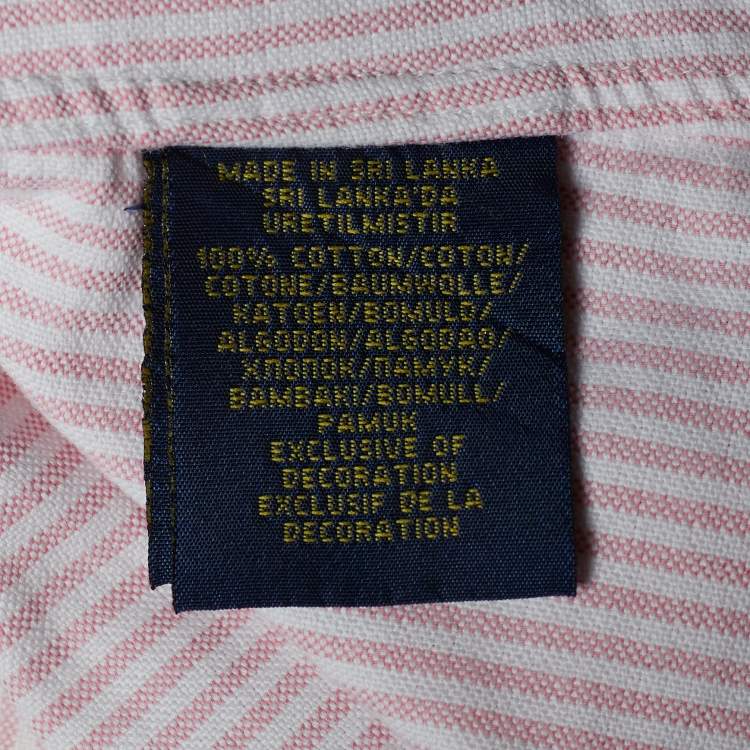 MADE IN SRI LANKA
SRI LANKA'DA
URETILMISTIR
100% COTTON/COTON/
COTONE/BAUMWOLLE/
KATOEN/BOMULD/
ALGODON/ALGODAO/
ХЛОПОК/ПАМУК/
BAMBAKI/BOMULL/
PAMUK
EXCLUSIVE OF
DECORATION
EXCLUSIF DE LA
DECORATION